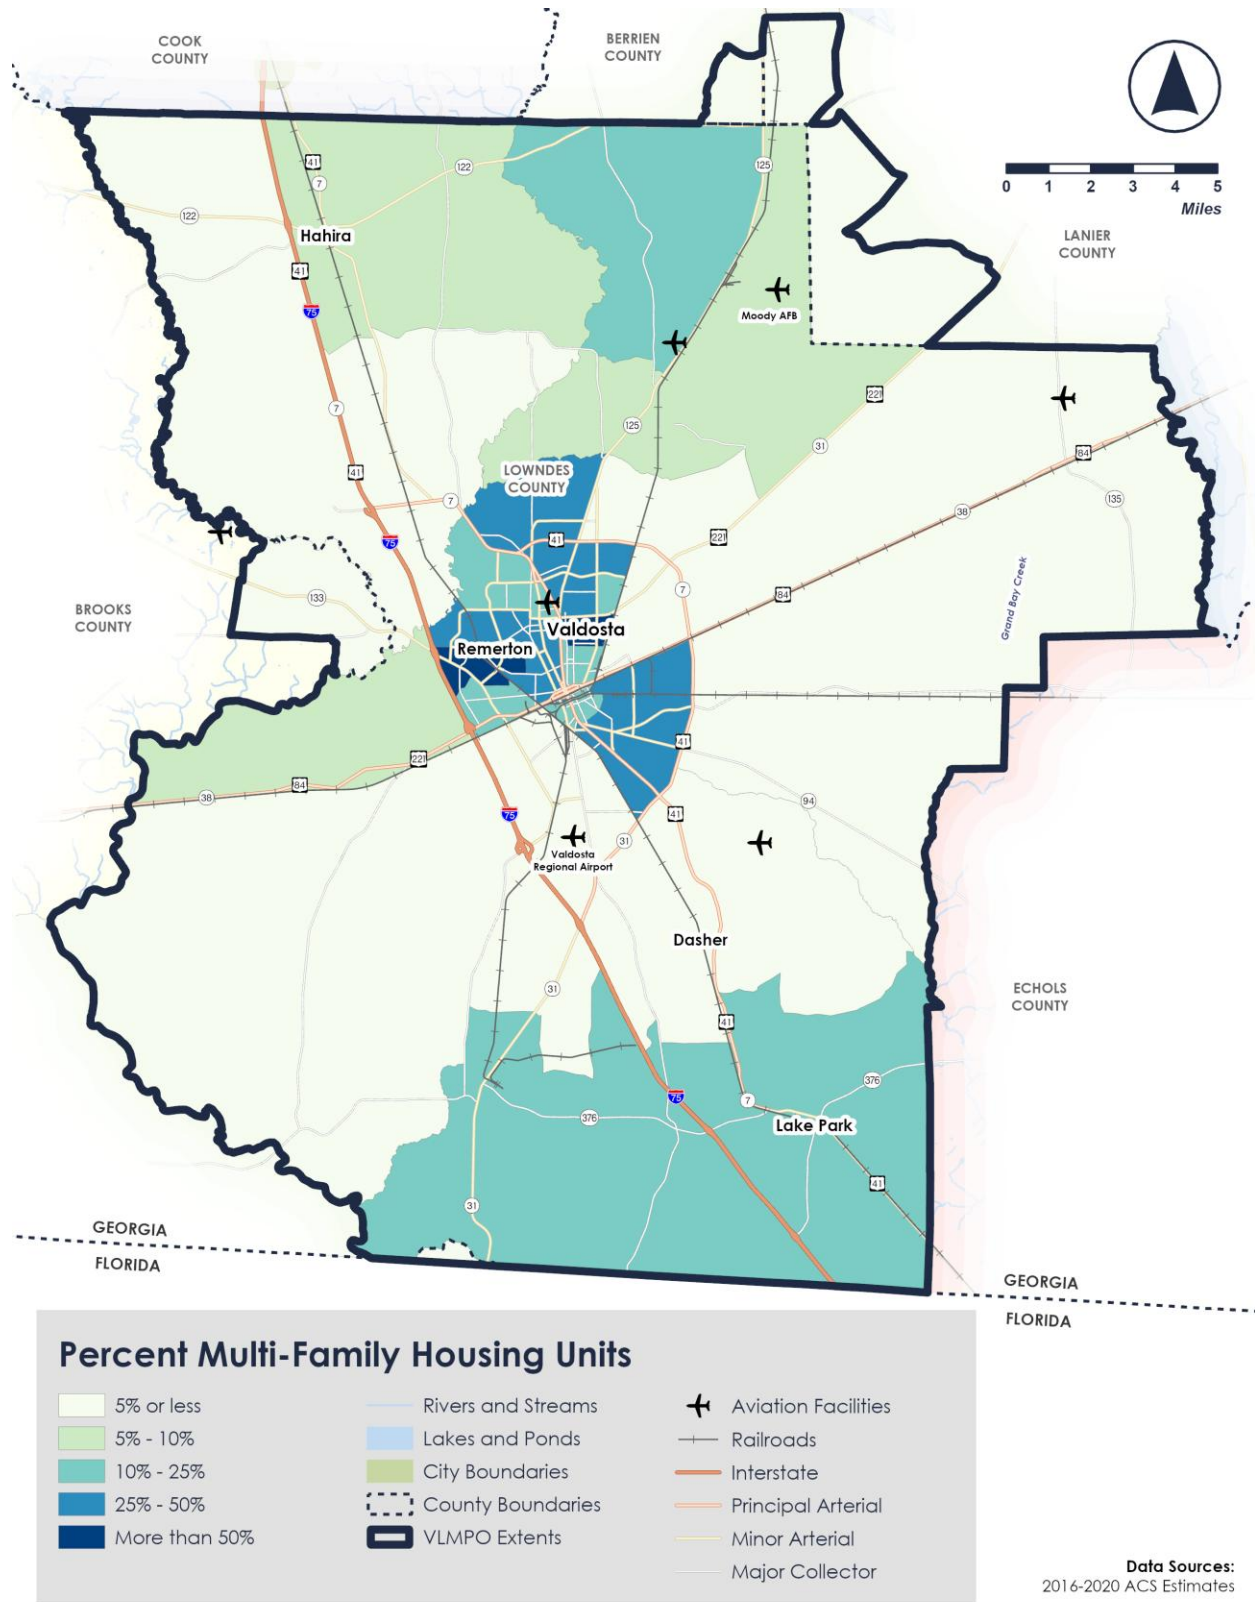 COOK
COUNTY
BERRIEN
COUNTY
0 1 2 3 4 5
Miles
41
7
122
125
122
Hahira
LANIER
COUNTY
41
75
Moody AFB
7
221
125
31
41
84
LOWNDES
COUNTY
135
7
38
41
221
75
7
84
133
BROOKS
COUNTY
Grand Bay Creek
Valdosta
Remerton
41
221
84
38
94
75
41
31
Valdosta
Regional Airport
Dasher
31
ECHOLS
COUNTY
41
376
75
7
376
Lake Park
41
31
GEORGIA
FLORIDA
GEORGIA
FLORIDA
Percent Multi-Family Housing Units
5% or less
5% - 10%
10% - 25%
25% - 50%
More than 50%
Rivers and Streams
Lakes and Ponds
City Boundaries
County Boundaries
VLMPO Extents
Aviation Facilities
Railroads
Interstate
Principal Arterial
Minor Arterial
Major Collector
Data Sources:
2016-2020 ACS Estimates